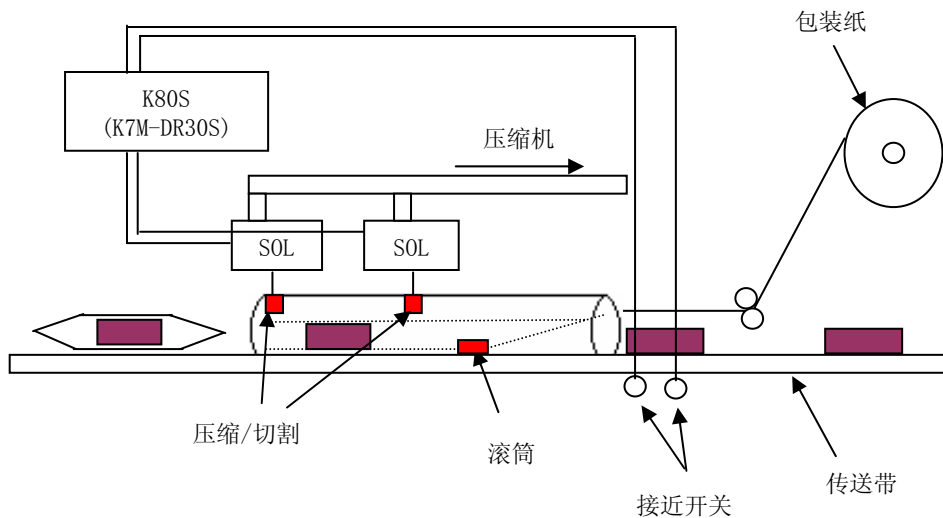 包装纸
K80S
(K7M-DR30S)
压缩机
SOL
SOL
压缩/切割
滚筒
接近开关
传送带